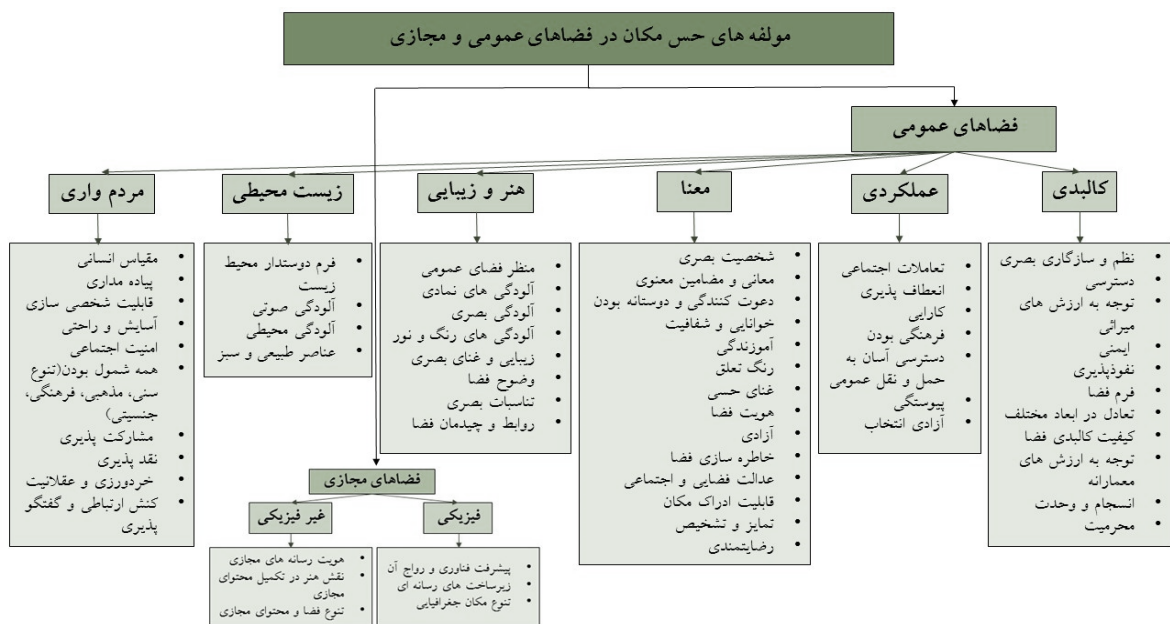 مولفه های حس مکان در فضاهای عمومی و مجازی
فضاهای عمومی
کالبدی
نظم و سازگاری بصری
دسترسی
توجه به ارزش های
میراثی
ایمنی
نفوذپذیری
فرم فضا
تعادل در ابعاد مختلف
کیفیت کالبدی فضا
توجه به ارزش های
معمارانه
انسجام و وحدت
محرمیت
عملکردی
تعاملات اجتماعی
انعطاف پذیری
کارایی
فرهنگی بودن
دسترسی آسان به
حمل و نقل عمومی
پیوستگی
آزادی انتخاب
معنا
شخصیت بصری
معانی و مضامین معنوی
دعوت کنندگی و دوستانه بودن
خوانایی و شفافیت
آموزندگی
رنگ تعلق
غنای حسی
هویت فضا
آزادی
خاطره سازی فضا
عدالت فضایی و اجتماعی
قابلیت ادراک مکان
تمایز و تشخیص
رضایتمندی
هنر و زیبایی
منظر فضای عمومی
آلودگی های نمادی
آلودگی بصری
آلودگی های رنگ و نور
زیبایی و غنای بصری
وضوح فضا
تناسبات بصری
روابط و چیدمان فضا
زیست محیطی
فرم دوستدار محیط
زیست
آلودگی صوتی
آلودگی محیطی
عناصر طبیعی و سبز
مردم واری
مقیاس انسانی
پیاده مداری
قابلیت شخصی سازی
آسایش و راحتی
امنیت اجتماعی
همه شمول بودن(تنوع
سنی، مذهبی، فرهنگی،
جنسیتی)
مشارکت پذیری
نقد پذیری
خردورزی و عقلانیت
کنش ارتباطی و گفتگو
پذیری
فضاهای مجازی
فیزیکی
پیشرفت فناوری و رواج آن
زیرساخت های رسانه ای
تنوع مکان جغرافیایی
غیر فیزیکی
هویت رسانه های مجازی
نقش هنر در تکمیل محتوای
مجازی
تنوع فضا و محتوای مجازی